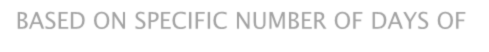 BASED ON SPECIFIC NUMBER OF DAYS OF